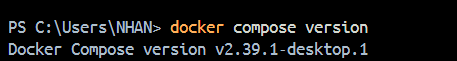 PS C:\Users\NHAN> docker compose version
Docker Compose version v2.39.1-desktop.1